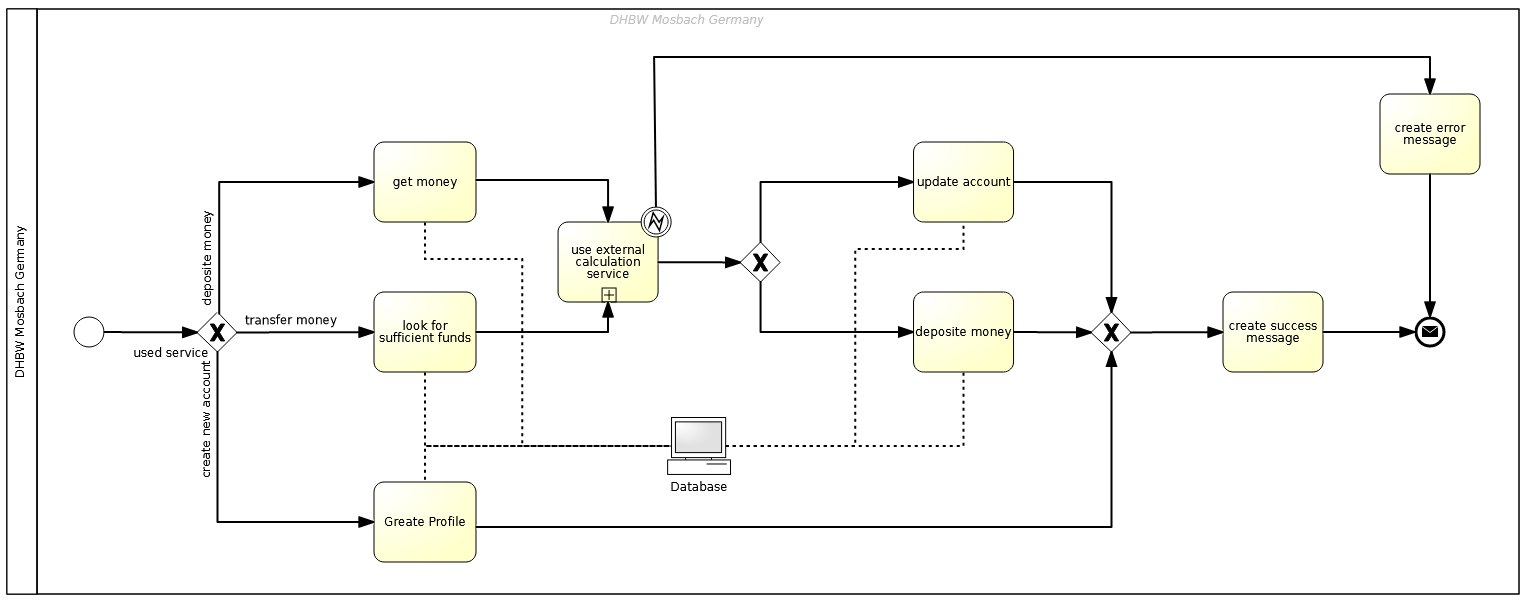 DHBW Mosbach Germany
DHBW Mosbach Germany
create error
message
get money
update account
deposite money
use external
calculation
service
transfer money
look for
sufficient funds
deposite money
create success
message
used service
create new account
Database
Greate Profile